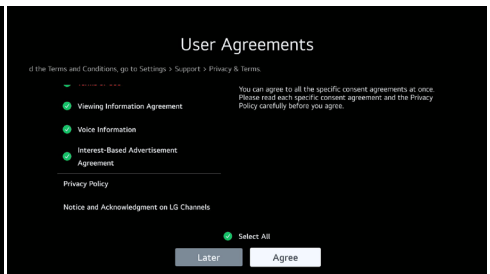 User Agreements
d the Terms and Conditions, go to Settings > Support > Privacy & Terms.
You can agree to all the specific consent agreements at once.
Please read each specific consent agreement and the Privacy
Policy carefully before you agree.
Viewing Information Agreement
Voice Information
Interest-Based Advertisement
Agreement
Privacy Policy
Notice and Acknowledgment on LG Channels
Select All
Later
Agree